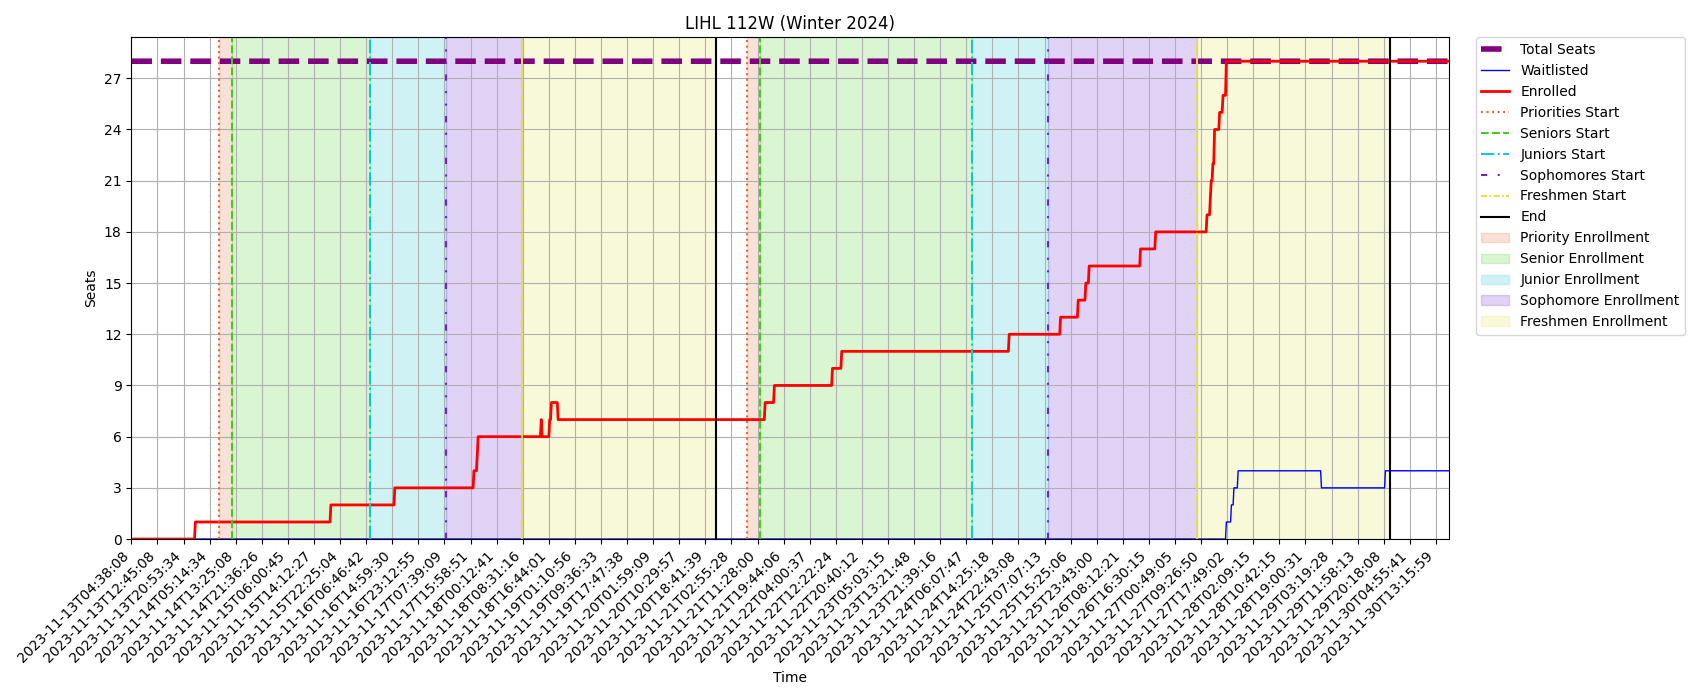 LIHL 112W (Winter 2024)
Seats
27
24
21
18
15
12
9
6
3
0
2023-11-13T04:38:08
2023-11-13T12:45:08
2023-11-13T20:53:34
2023-11-14T05:14:34
2023-11-14T13:25:08
2023-11-14T21:36:26
2023-11-15T06:00:45
2023-11-15T14:12:27
2023-11-15T22:25:04
2023-11-16T06:46:42
2023-11-16T14:59:30
2023-11-16T23:12:55
2023-11-17T07:39:09
2023-11-17T15:58:51
2023-11-18T00:12:41
2023-11-18T08:31:16
2023-11-18T16:44:01
2023-11-19T01:10:56
2023-11-19T09:36:33
2023-11-19T17:47:38
2023-11-20T01:59:09
2023-11-20T10:29:57
2023-11-20T18:41:39
2023-11-21T02:55:28
2023-11-21T11:28:00
2023-11-21T19:44:06
2023-11-22T04:00:37
2023-11-22T12:22:24
2023-11-22T20:40:12
2023-11-23T05:03:15
2023-11-23T13:21:48
2023-11-23T21:39:16
2023-11-24T06:07:47
2023-11-24T14:25:18
2023-11-24T22:43:08
2023-11-25T07:07:13
2023-11-25T15:25:06
2023-11-25T23:43:00
2023-11-26T08:12:21
2023-11-26T16:30:15
2023-11-27T00:49:05
2023-11-27T09:26:50
2023-11-27T17:49:02
2023-11-28T02:09:15
2023-11-28T10:42:15
2023-11-28T19:00:31
2023-11-29T03:19:28
2023-11-29T11:58:13
2023-11-29T20:18:08
2023-11-30T04:55:41
2023-11-30T13:15:59
Time
Total Seats
Waitlisted
Enrolled
Priorities Start
Seniors Start
Juniors Start
Sophomores Start
Freshmen Start
End
Priority Enrollment
Senior Enrollment
Junior Enrollment
Sophomore Enrollment
Freshmen Enrollment